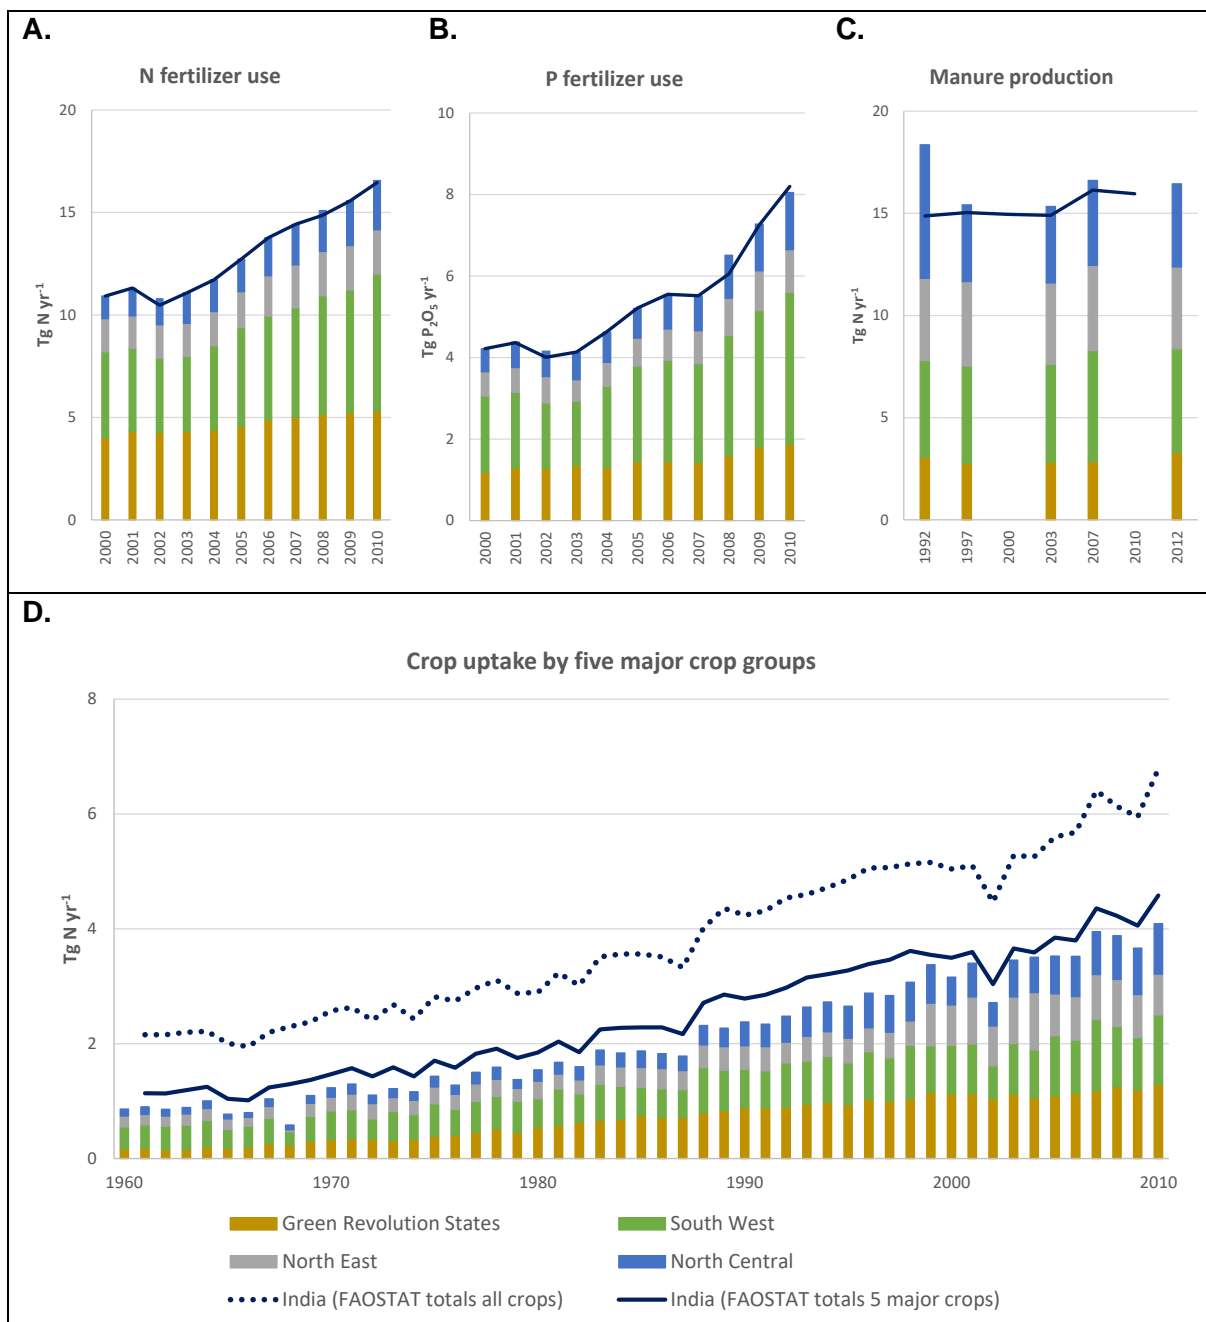 A.
N fertilizer use
20
15
10
5
0
Tg N yr⁻¹
2000 2001 2002 2003 2004 2005 2006 2007 2008 2009 2010
B.
P fertilizer use
10
8
6
4
2
0
Tg P₂O₅ yr⁻¹
2000 2001 2002 2003 2004 2005 2006 2007 2008 2009 2010
C.
Manure production
20
15
10
5
0
Tg N yr⁻¹
1992 1997 2000 2003 2007 2010 2012
D.
Crop uptake by five major crop groups
8
6
4
2
0
Tg N yr⁻¹
1960 1970 1980 1990 2000 2010
Green Revolution States South West
North East North Central
India (FAOSTAT totals all crops) India (FAOSTAT totals 5 major crops)